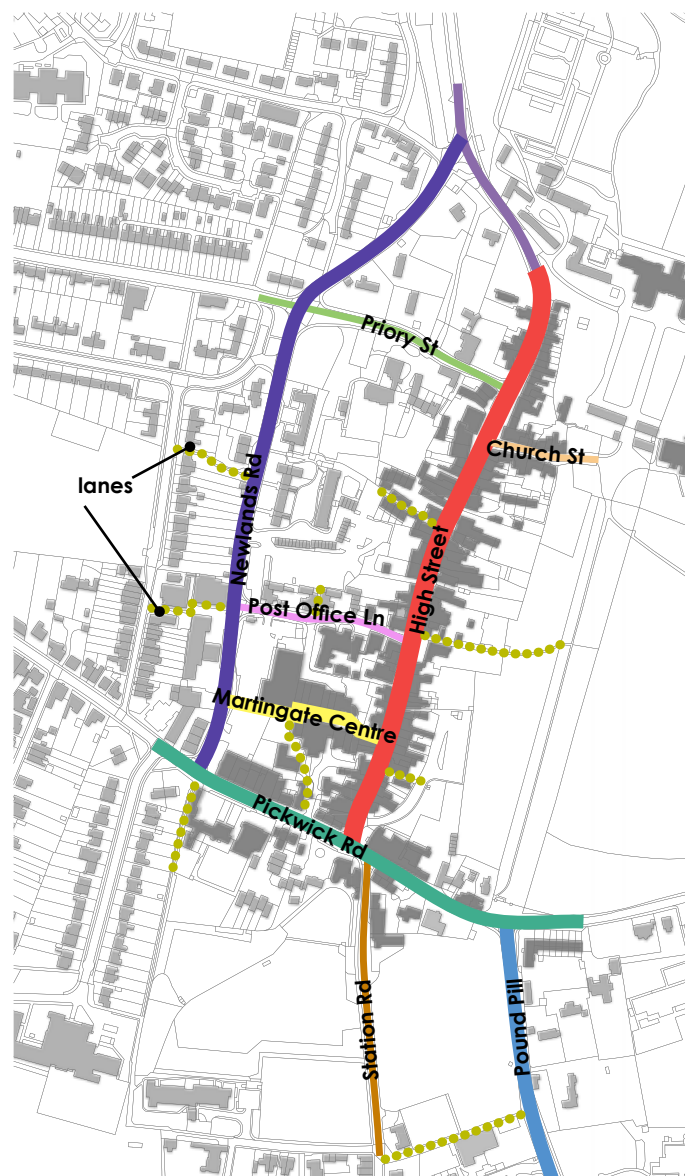 Priory St
Church St
lanes
Newlands Rd
High Street
Post Office Ln
Martingate Centre
Pickwick Rd
Station Rd
Pound Pill